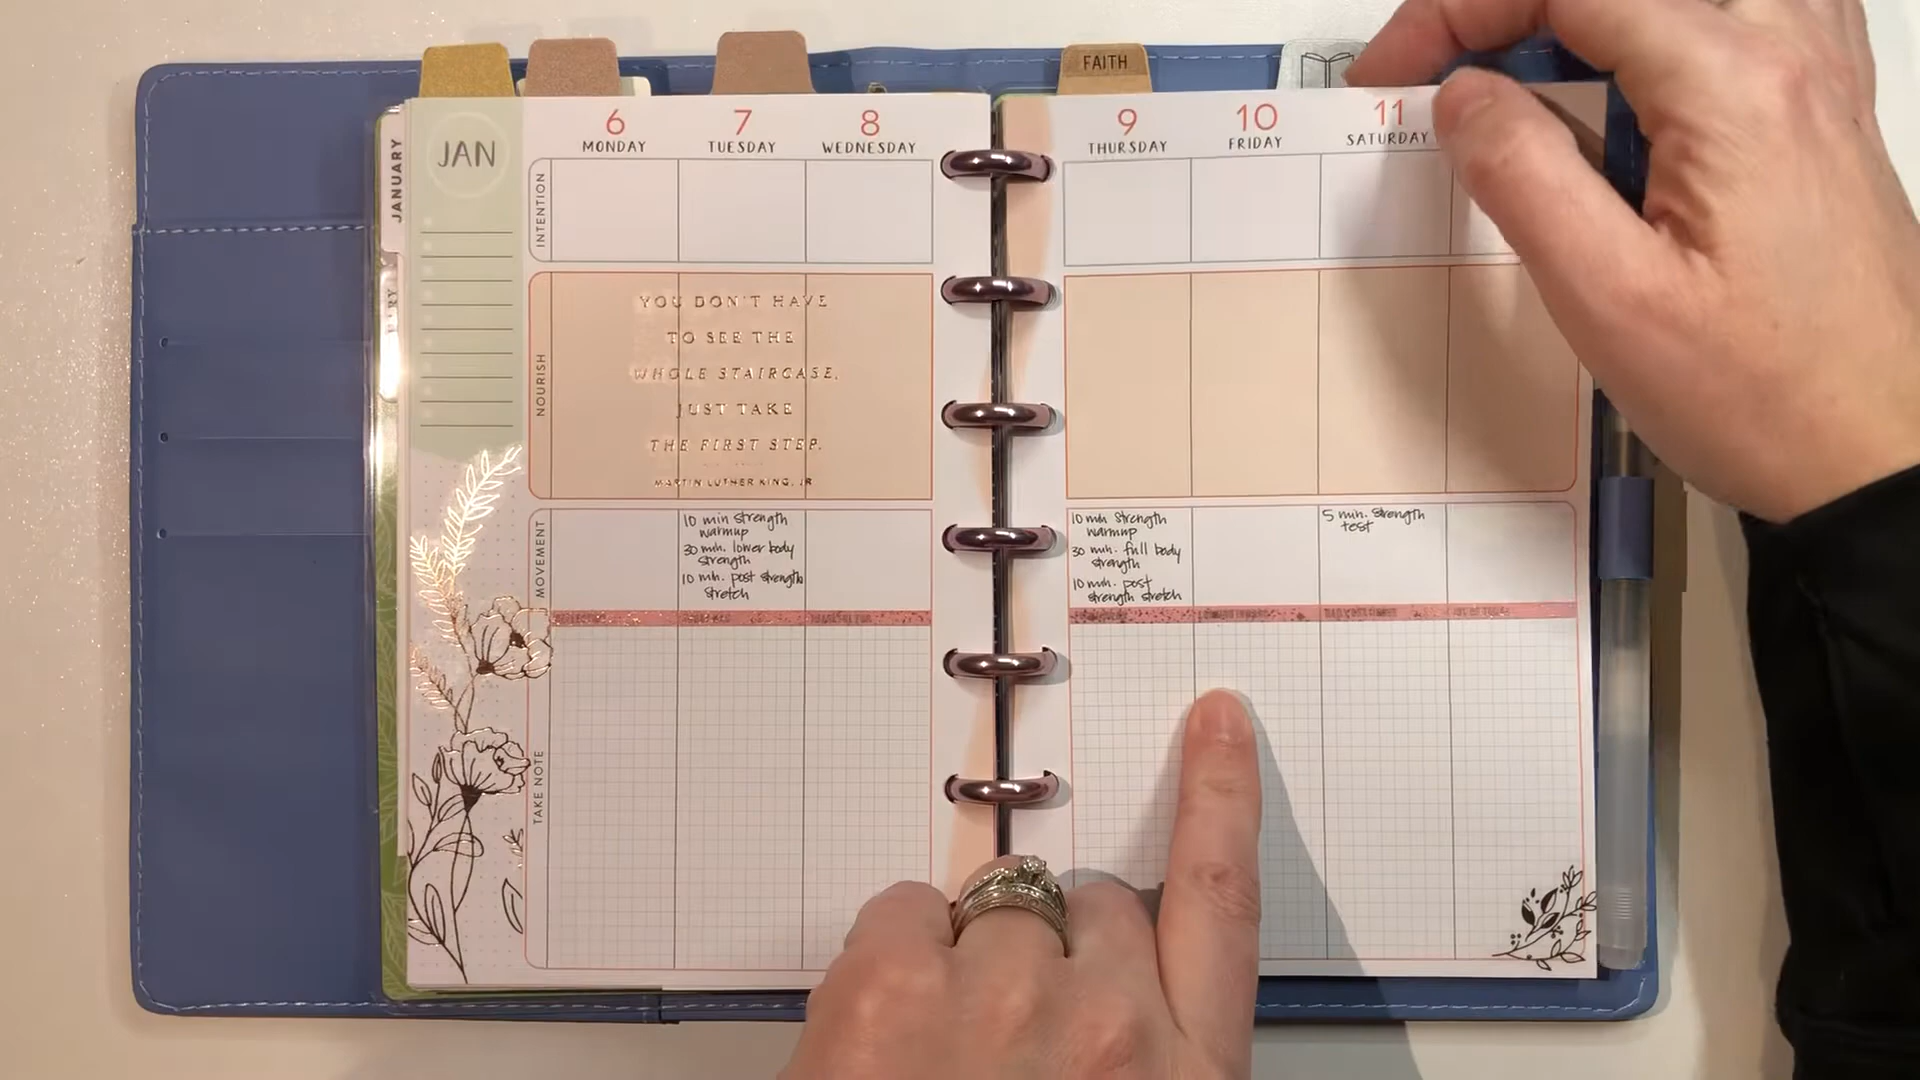 FAITH
JANUARY
JAN
6
MONDAY
7
TUESDAY
8
WEDNESDAY
9
THURSDAY
10
FRIDAY
11
SATURDAY
INTENTION
NOURISH
YOU DON'T HAVE
TO SEE THE
WHOLE STAIRCASE,
JUST TAKE
THE FIRST STEP.
MARTIN LUTHER KING, JR
MOVEMENT
10 min strength
warmup
30 min. lower body
strength
10 min. post strength
stretch
10 min strength
warmup
30 min. full body
strength
10 min. post
strength stretch
5 min. strength
test
TAKE NOTE